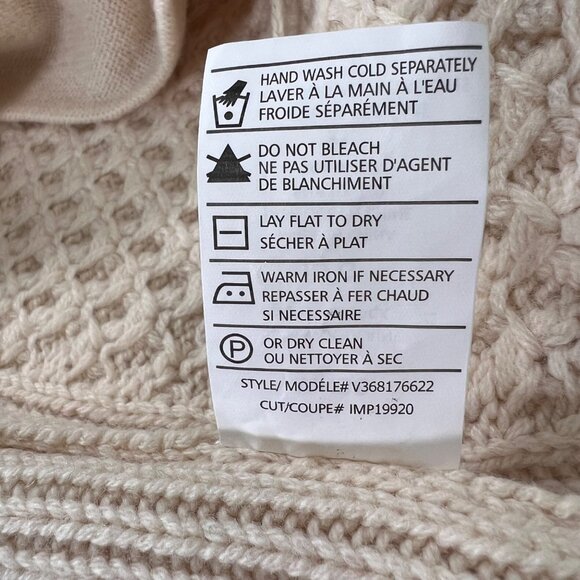 HAND WASH COLD SEPARATELY
LAVER À LA MAIN À L'EAU
FROIDE SÉPARÉMENT
DO NOT BLEACH
NE PAS UTILISER D'AGENT
DE BLANCHIMENT
LAY FLAT TO DRY
SÉCHER À PLAT
WARM IRON IF NECESSARY
REPASSER À FER CHAUD
SI NECESSAIRE
P
OR DRY CLEAN
OU NETTOYER À SEC
STYLE/ MODÉLE# V368176622
CUT/COUPE# IMP19920